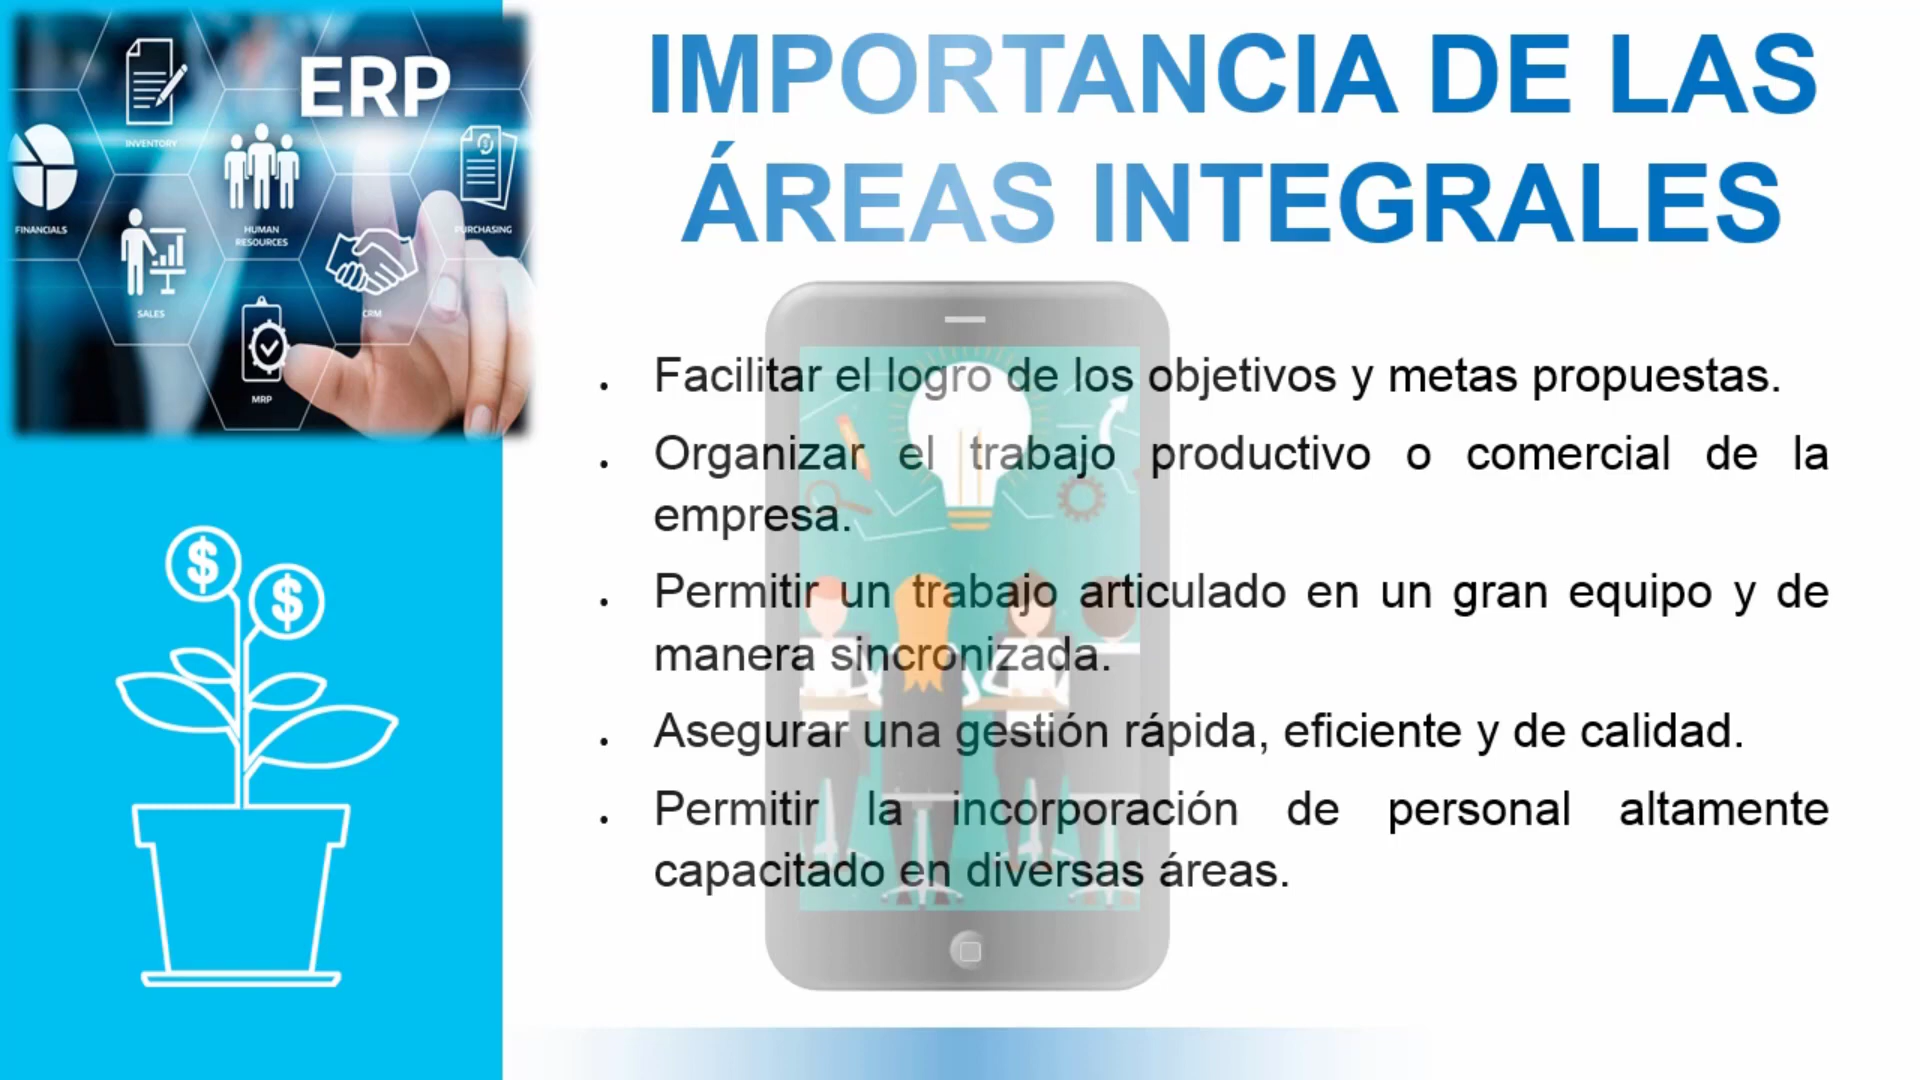 ERP
INVENTORY
FINANCIALS
HUMAN
RESOURCES
PURCHASING
SALES
CRM
MRP
$
$
IMPORTANCIA DE LAS
ÁREAS INTEGRALES
. Facilitar el logro de los objetivos y metas propuestas.
. Organizar el trabajo productivo o comercial de la
empresa.
. Permitir un trabajo articulado en un gran equipo y de
manera sincronizada.
. Asegurar una gestión rápida, eficiente y de calidad.
. Permitir la incorporación de personal altamente
capacitado en diversas áreas.